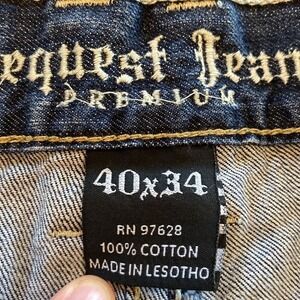 equest Jean
PREMIUM
40x34
RN 97628
100% COTTON
MADE IN LESOTHO